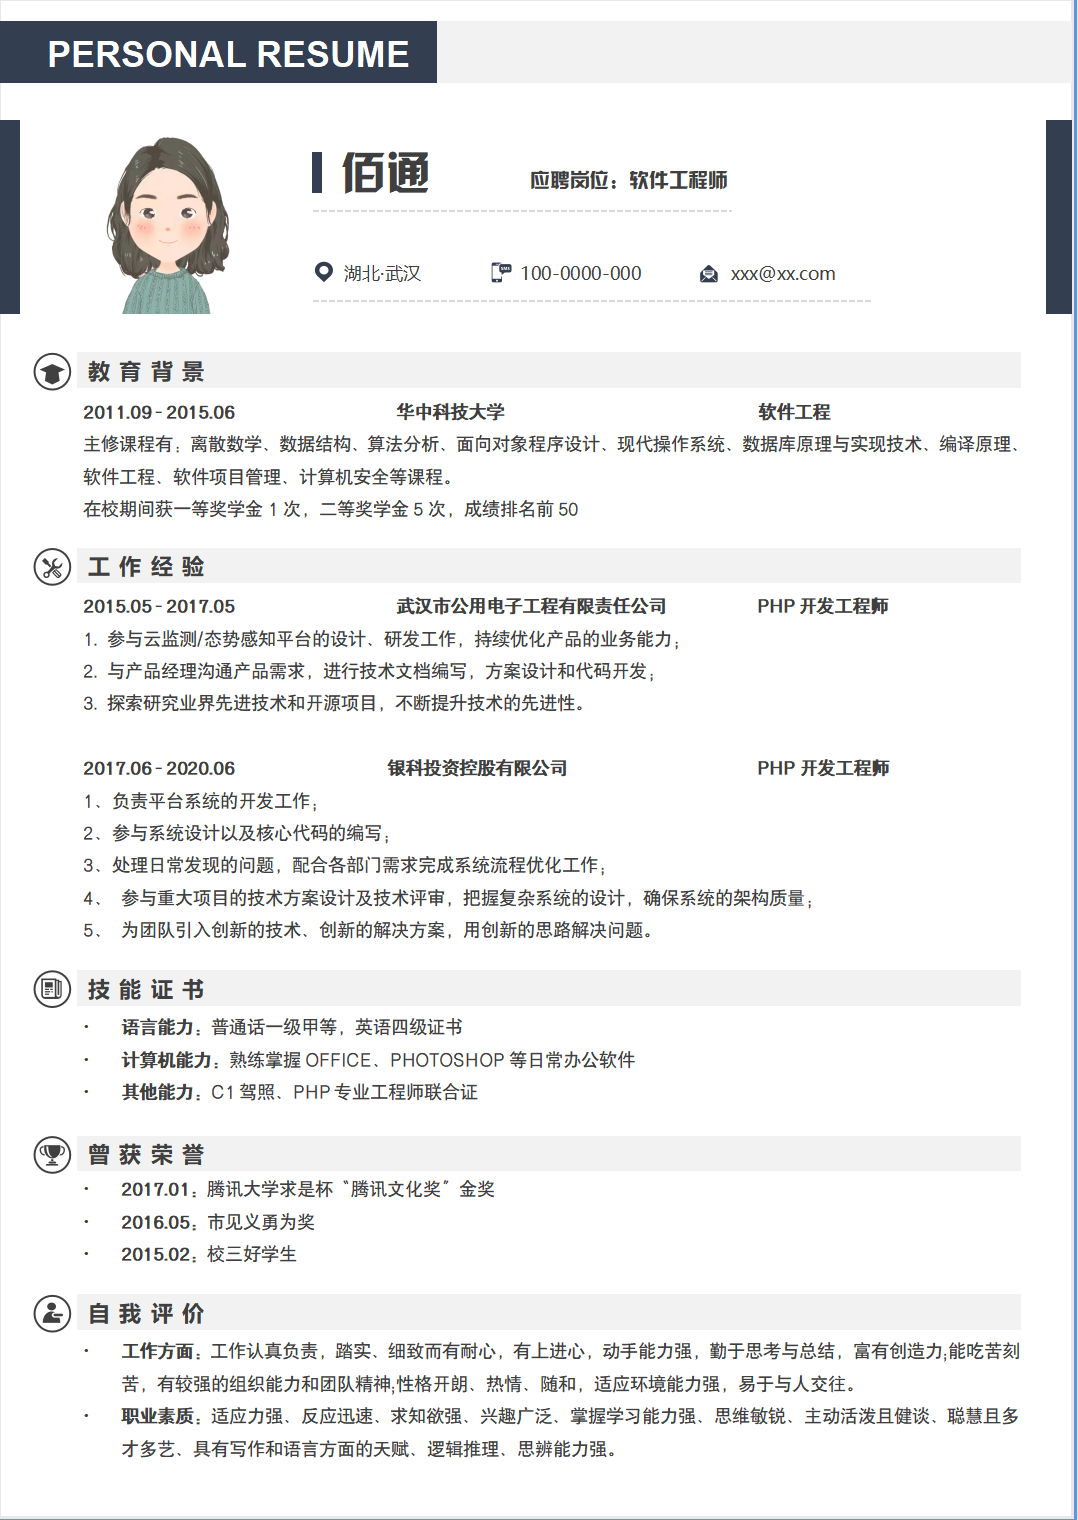 PERSONAL RESUME
佰通
应聘岗位：软件工程师
湖北·武汉 100-0000-000 xxx@xx.com
教育背景
2011.09 - 2015.06 华中科技大学 软件工程
主修课程有：离散数学、数据结构、算法分析、面向对象程序设计、现代操作系统、数据库原理与实现技术、编译原理、
软件工程、软件项目管理、计算机安全等课程。
在校期间获一等奖学金 1 次，二等奖学金 5 次，成绩排名前 50
工作经验
2015.05 - 2017.05 武汉市公用电子工程有限责任公司 PHP 开发工程师
1. 参与云监测/态势感知平台的设计、研发工作，持续优化产品的业务能力；
2. 与产品经理沟通产品需求，进行技术文档编写，方案设计和代码开发；
3. 探索研究业界先进技术和开源项目，不断提升技术的先进性。
2017.06 - 2020.06 银科投资控股有限公司 PHP 开发工程师
1、负责平台系统的开发工作；
2、参与系统设计以及核心代码的编写；
3、处理日常发现的问题，配合各部门需求完成系统流程优化工作；
4、 参与重大项目的技术方案设计及技术评审，把握复杂系统的设计，确保系统的架构质量；
5、 为团队引入创新的技术、创新的解决方案，用创新的思路解决问题。
技能证书
· 语言能力：普通话一级甲等，英语四级证书
· 计算机能力：熟练掌握 OFFICE、PHOTOSHOP 等日常办公软件
· 其他能力：C1 驾照、PHP 专业工程师联合证
曾获荣誉
· 2017.01：腾讯大学求是杯“腾讯文化奖”金奖
· 2016.05：市见义勇为奖
· 2015.02：校三好学生
自我评价
· 工作方面：工作认真负责，踏实、细致而有耐心，有上进心，动手能力强，勤于思考与总结，富有创造力;能吃苦刻
苦，有较强的组织能力和团队精神;性格开朗、热情、随和，适应环境能力强，易于与人交往。
· 职业素质：适应力强、反应迅速、求知欲强、兴趣广泛、掌握学习能力强、思维敏锐、主动活泼且健谈、聪慧且多
才多艺、具有写作和语言方面的天赋、逻辑推理、思辨能力强。